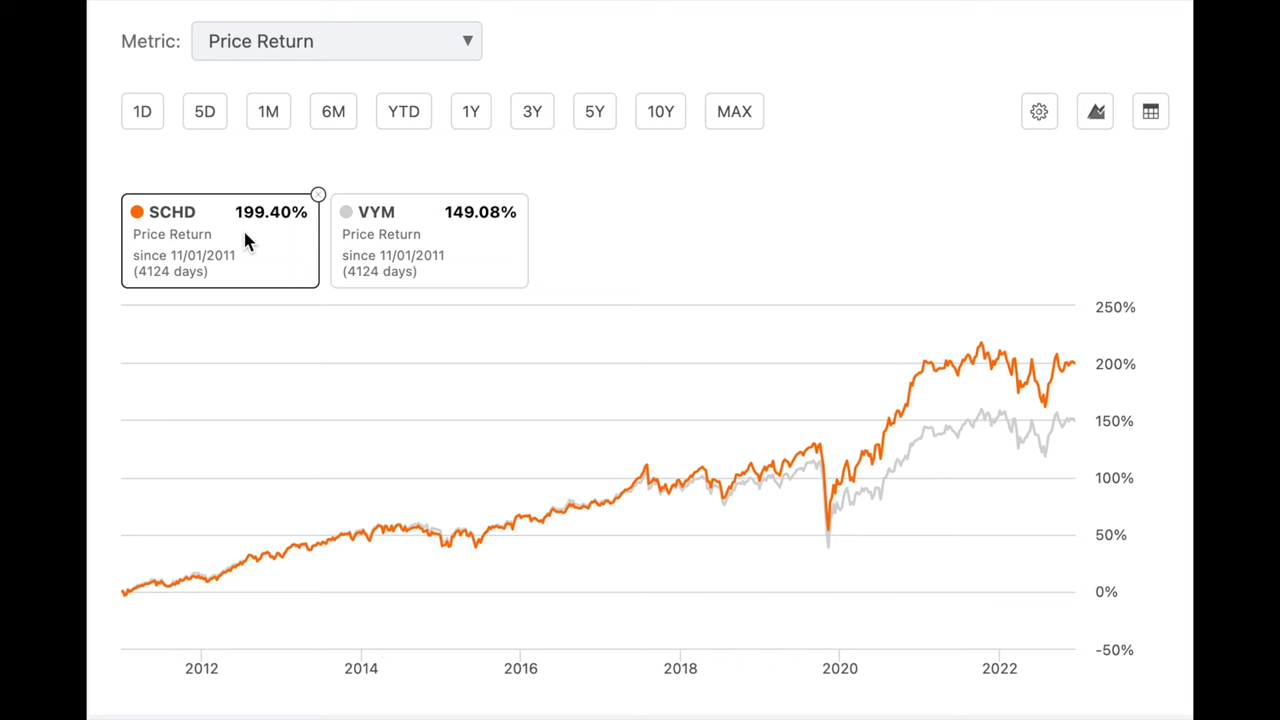 Metric: Price Return ▼
1D 5D 1M 6M YTD 1Y 3Y 5Y 10Y MAX
SCHD 199.40%
Price Return
since 11/01/2011
(4124 days)
VYM 149.08%
Price Return
since 11/01/2011
(4124 days)
250%
200%
150%
100%
50%
0%
-50%
2012 2014 2016 2018 2020 2022